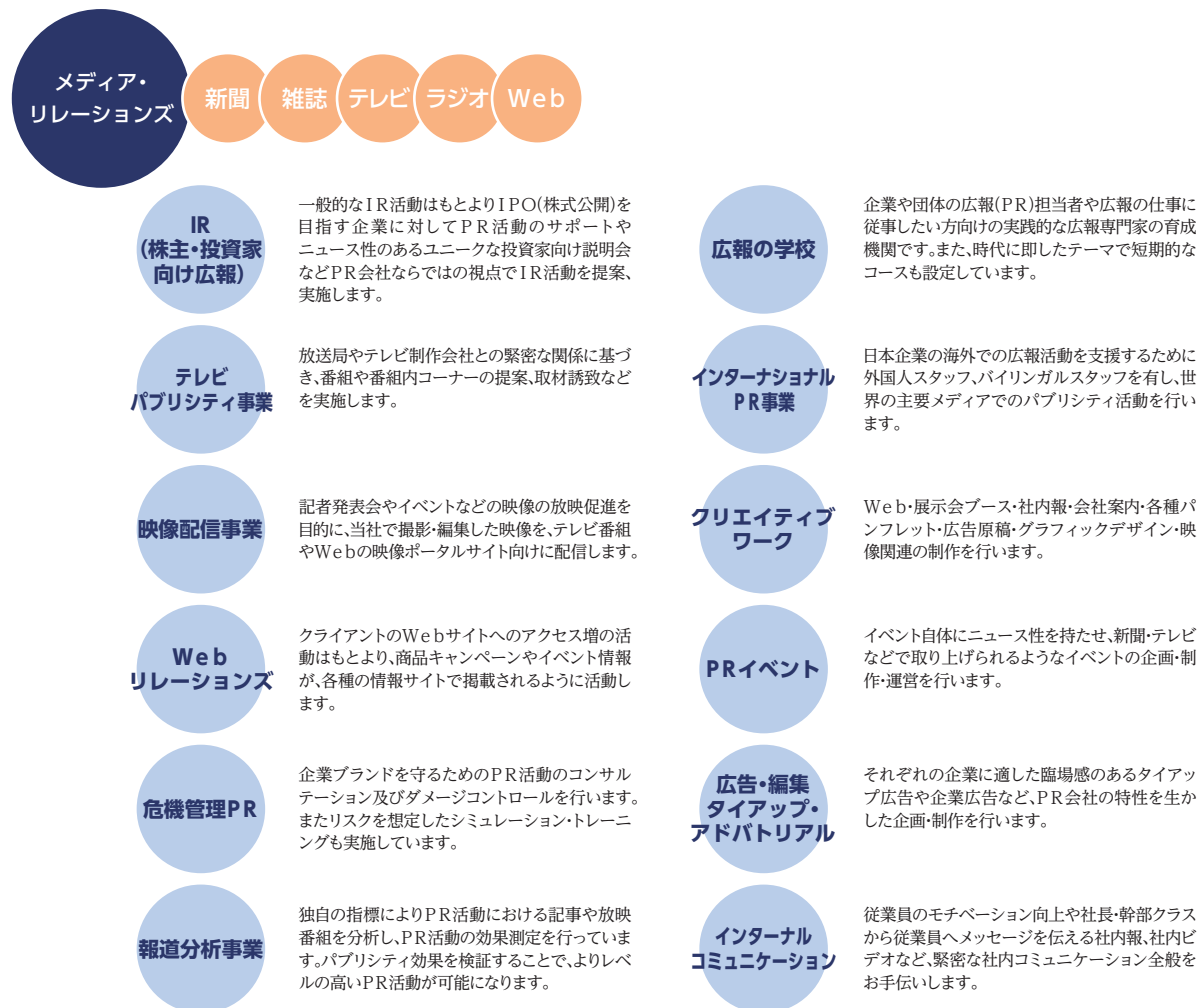 メディア・
リレーションズ
新聞
雑誌
テレビ
ラジオ
Web
IR
(株主・投資家
向け広報)
一般的なIR活動はもとよりIPO(株式公開)を
目指す企業に対してPR活動のサポートや
ニュース性のあるユニークな投資家向け説明会
などPR会社ならではの視点でIR活動を提案、
実施します。
テレビ
パブリシティ事業
放送局やテレビ制作会社との緊密な関係に基づ
き、番組や番組内コーナーの提案、取材誘致など
を実施します。
映像配信事業
記者発表会やイベントなどの映像の放映促進を
目的に、当社で撮影・編集した映像を、テレビ番組
やWebの映像ポータルサイト向けに配信します。
Web
リレーションズ
クライアントのWebサイトへのアクセス増の活
動はもとより、商品キャンペーンやイベント情報
が、各種の情報サイトで掲載されるように活動し
ます。
危機管理PR
企業ブランドを守るためのPR活動のコンサル
テーション及びダメージコントロールを行います。
またリスクを想定したシミュレーション・トレーニ
ングも実施しています。
報道分析事業
独自の指標によりPR活動における記事や放映
番組を分析し、PR活動の効果測定を行っていま
す。パブリシティ効果を検証することで、よりレベ
ルの高いPR活動が可能になります。
広報の学校
企業や団体の広報(PR)担当者や広報の仕事に
従事したい方向けの実践的な広報専門家の育成
機関です。また、時代に即したテーマで短期的な
コースも設定しています。
インターナショナル
PR事業
日本企業の海外での広報活動を支援するために
外国人スタッフ、バイリンガルスタッフを有し、世
界の主要メディアでのパブリシティ活動を行い
ます。
クリエイティブ
ワーク
Web・展示会ブース・社内報・会社案内・各種パ
ンフレット・広告原稿・グラフィックデザイン・映
像関連の制作を行います。
PRイベント
イベント自体にニュース性を持たせ、新聞・テレビ
などで取り上げられるようなイベントの企画・制
作・運営を行います。
広告・編集
タイアップ・
アドバトリアル
それぞれの企業に適した臨場感のあるタイアッ
プ広告や企業広告など、PR会社の特性を生か
した企画・制作を行います。
インターナル
コミュニケーション
従業員のモチベーション向上や社長・幹部クラス
から従業員へメッセージを伝える社内報、社内ビ
デオなど、緊密な社内コミュニケーション全般を
お手伝いします。